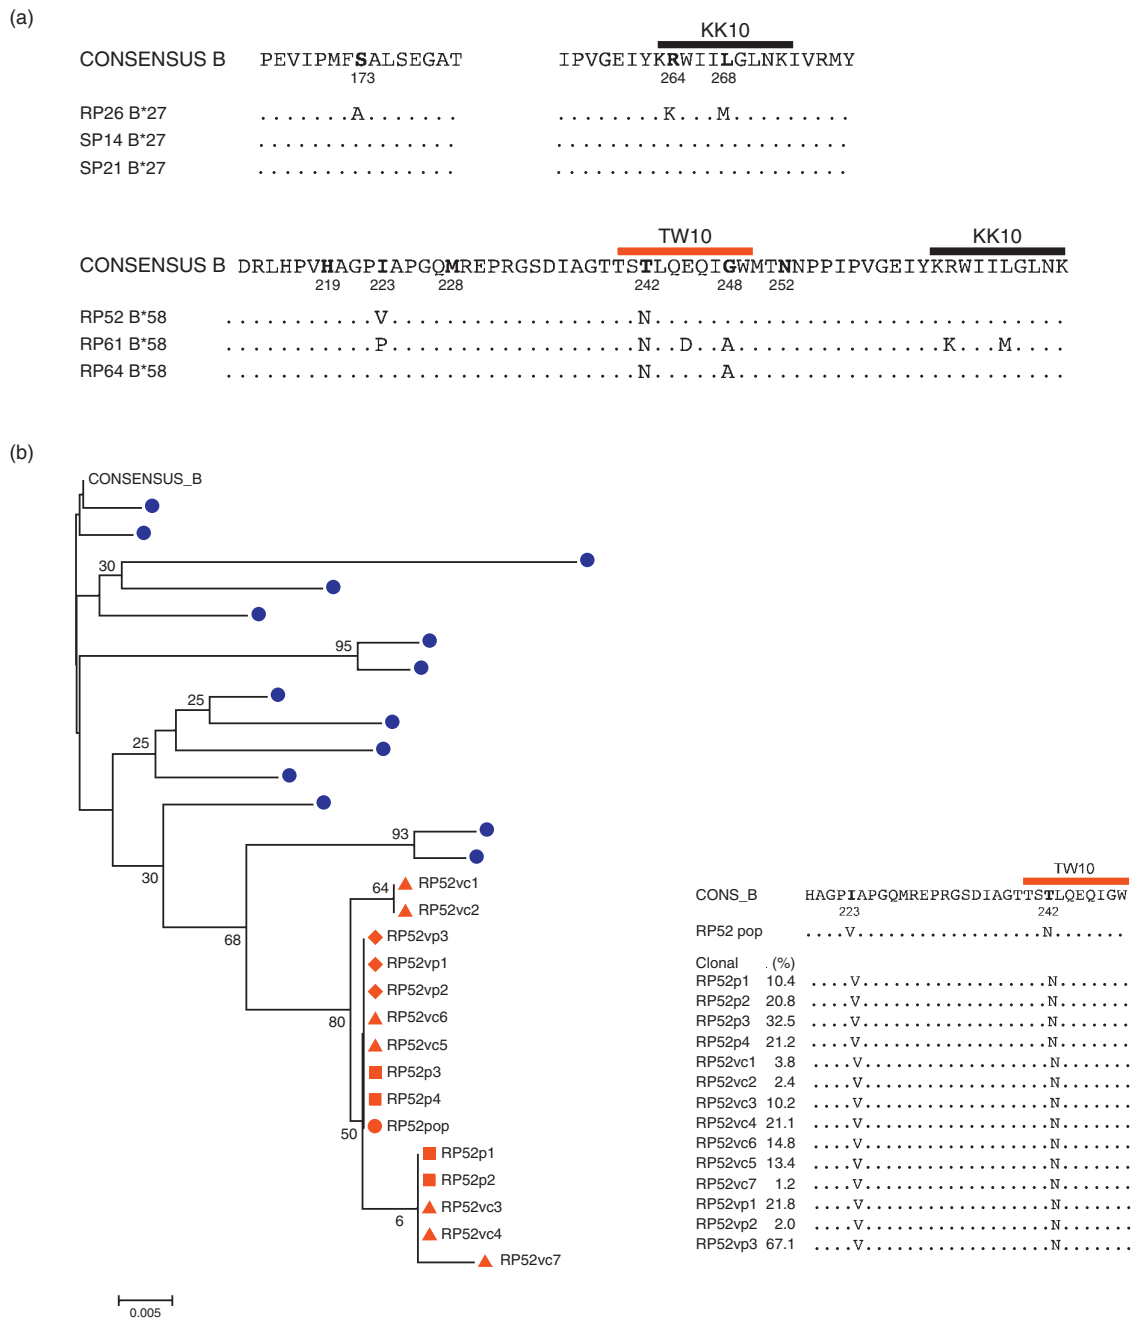 (a)
KK10
CONSENSUS B PEVIPMFSALSEGAT IPVGEIYKRWIILGLNKIVRMY
173 264 268
RP26 B*27 .......A....... ........K...M.........
SP14 B*27 ............... ......................
SP21 B*27 ............... ......................
TW10 KK10
CONSENSUS B DRLHPVHAGPIAPGQMREPRGSDIAGTTSTLQEQIGWMTNNPPIPVGEIYKRWIILGLNK
219 223 228 242 248 252
RP52 B*58 ...........V..................N..............................
RP61 B*58 ...........P..................N..D..A................K...M....
RP64 B*58 ...........................N.....A........................
(b)
CONSENSUS_B
30
95
25
25
30
93
68
64
RP52vc1
RP52vc2
RP52vp3
RP52vp1
RP52vp2
RP52vc6
80
RP52vc5
RP52p3
RP52p4
RP52pop
50
RP52p1
RP52p2
RP52vc3
6
RP52vc4
RP52vc7
0.005
TW10
CONS_B HAGPIAPGQMREPRGSDIAGTTSTLQEQIGW
223 242
RP52 pop ....V..................N.......
Clonal (%)
RP52p1 10.4 ....V..................N.......
RP52p2 20.8 ....V..................N.......
RP52p3 32.5 ....V..................N.......
RP52p4 21.2 ....V..................N.......
RP52vc1 3.8 ....V..................N.......
RP52vc2 2.4 ....V..................N.......
RP52vc3 10.2 ....V..................N.......
RP52vc4 21.1 ....V..................N.......
RP52vc6 14.8 ....V..................N.......
RP52vc5 13.4 ....V..................N.......
RP52vc7 1.2 ....V..................N.......
RP52vp1 21.8 ....V..................N.......
RP52vp2 2.0 ....V..................N.......
RP52vp3 67.1 ....V..................N.......